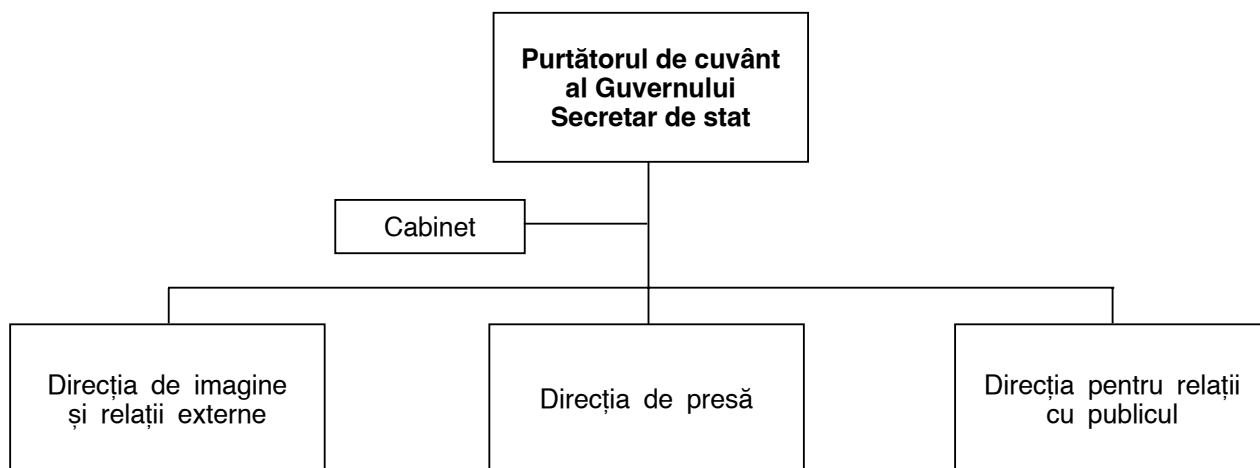 Purtătorul de cuvânt
al Guvernului
Secretar de stat
Cabinet
Direcția de imagine
și relații externe
Direcția de presă
Direcția pentru relații
cu publicul